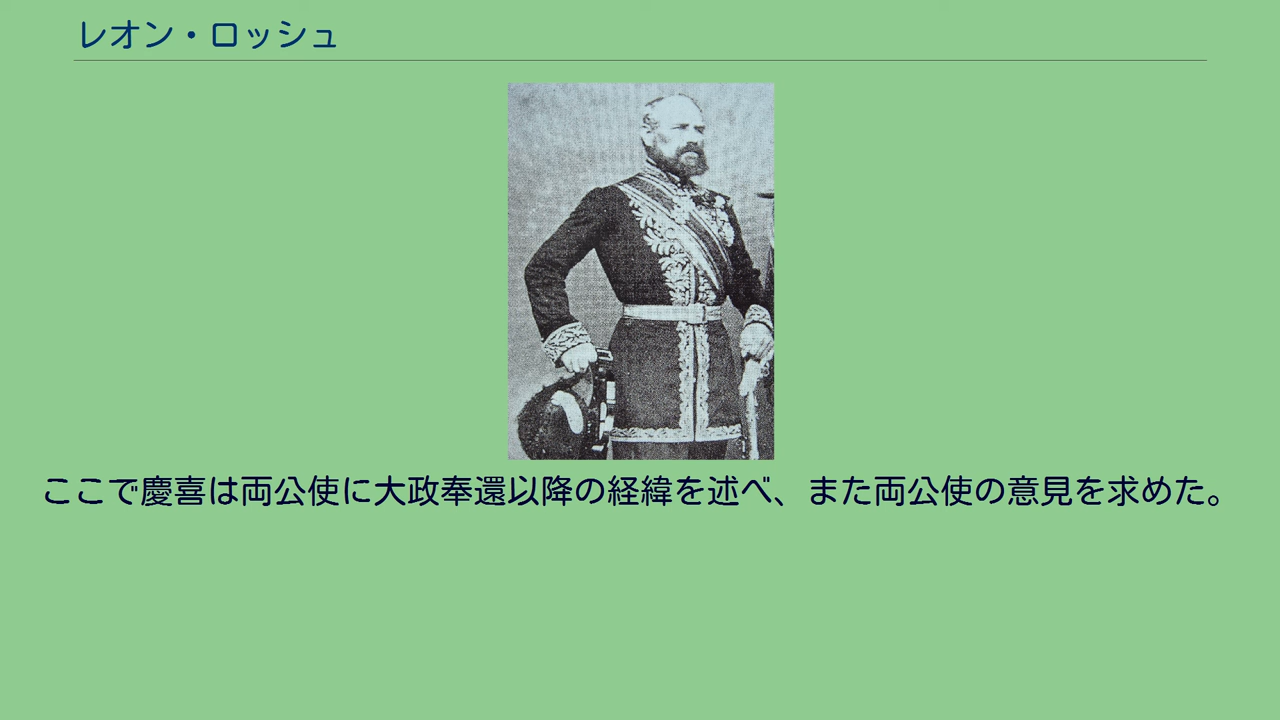 レオン・ロッシュ
ここで慶喜は両公使に大政奉還以降の経緯を述べ、また両公使の意見を求めた。